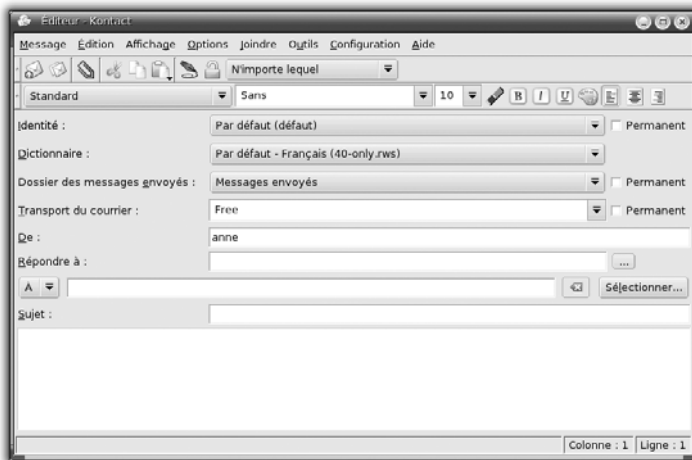 Éditeur - Kontact
Message Édition Affichage Options Joindre Outils Configuration Aide
N'importe lequel
Standard Sans 10 B I U
Identité : Par défaut (défaut) Permanent
Dictionnaire : Par défaut - Français (40-only.rws)
Dossier des messages envoyés : Messages envoyés Permanent
Transport du courrier : Free Permanent
De : anne
Répondre à : ...
A Sélectionner...
Sujet :
Colonne : 1 Ligne : 1